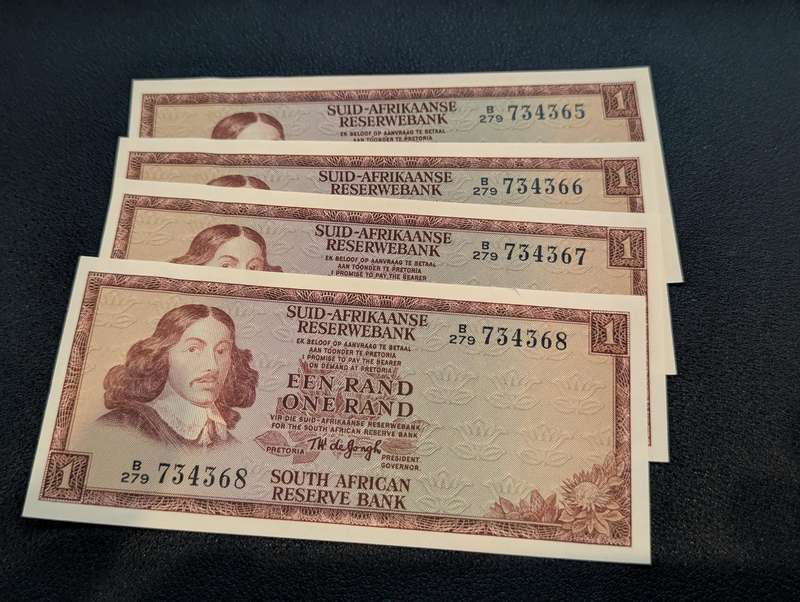 SUID-AFRIKAANSE
RESERWEBANK
EK BELOOF OP AANVRAAG TE BETAAL
AAN TOONDER TE PRETORIA
B
279 734365
1
SUID-AFRIKAANSE
RESERWEBANK
B
279 734366
1
SUID-AFRIKAANSE
RESERWEBANK
EK BELOOF OP AANVRAAG TE BETAAL
AAN TOONDER TE PRETORIA
I PROMISE TO PAY THE BEARER
B
279 734367
1
SUID-AFRIKAANSE
RESERWEBANK
EK BELOOF OP AANVRAAG TE BETAAL
AAN TOONDER TE PRETORIA
I PROMISE TO PAY THE BEARER
ON DEMAND AT PRETORIA
EEN RAND
ONE RAND
VIR DIE SUID-AFRIKAANSE RESERWEBANK
FOR THE SOUTH AFRICAN RESERVE BANK
PRETORIA
TW de Jongh
PRESIDENT
GOVERNOR.
SOUTH AFRICAN
RESERVE BANK
B
279 734368
1
B
279 734368
1